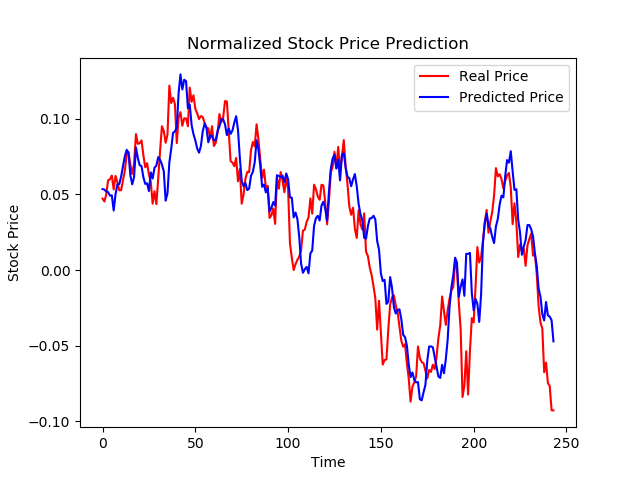 Normalized Stock Price Prediction
Real Price
Predicted Price
Stock Price
0.10
0.05
0.00
−0.05
−0.10
0 50 100 150 200 250
Time